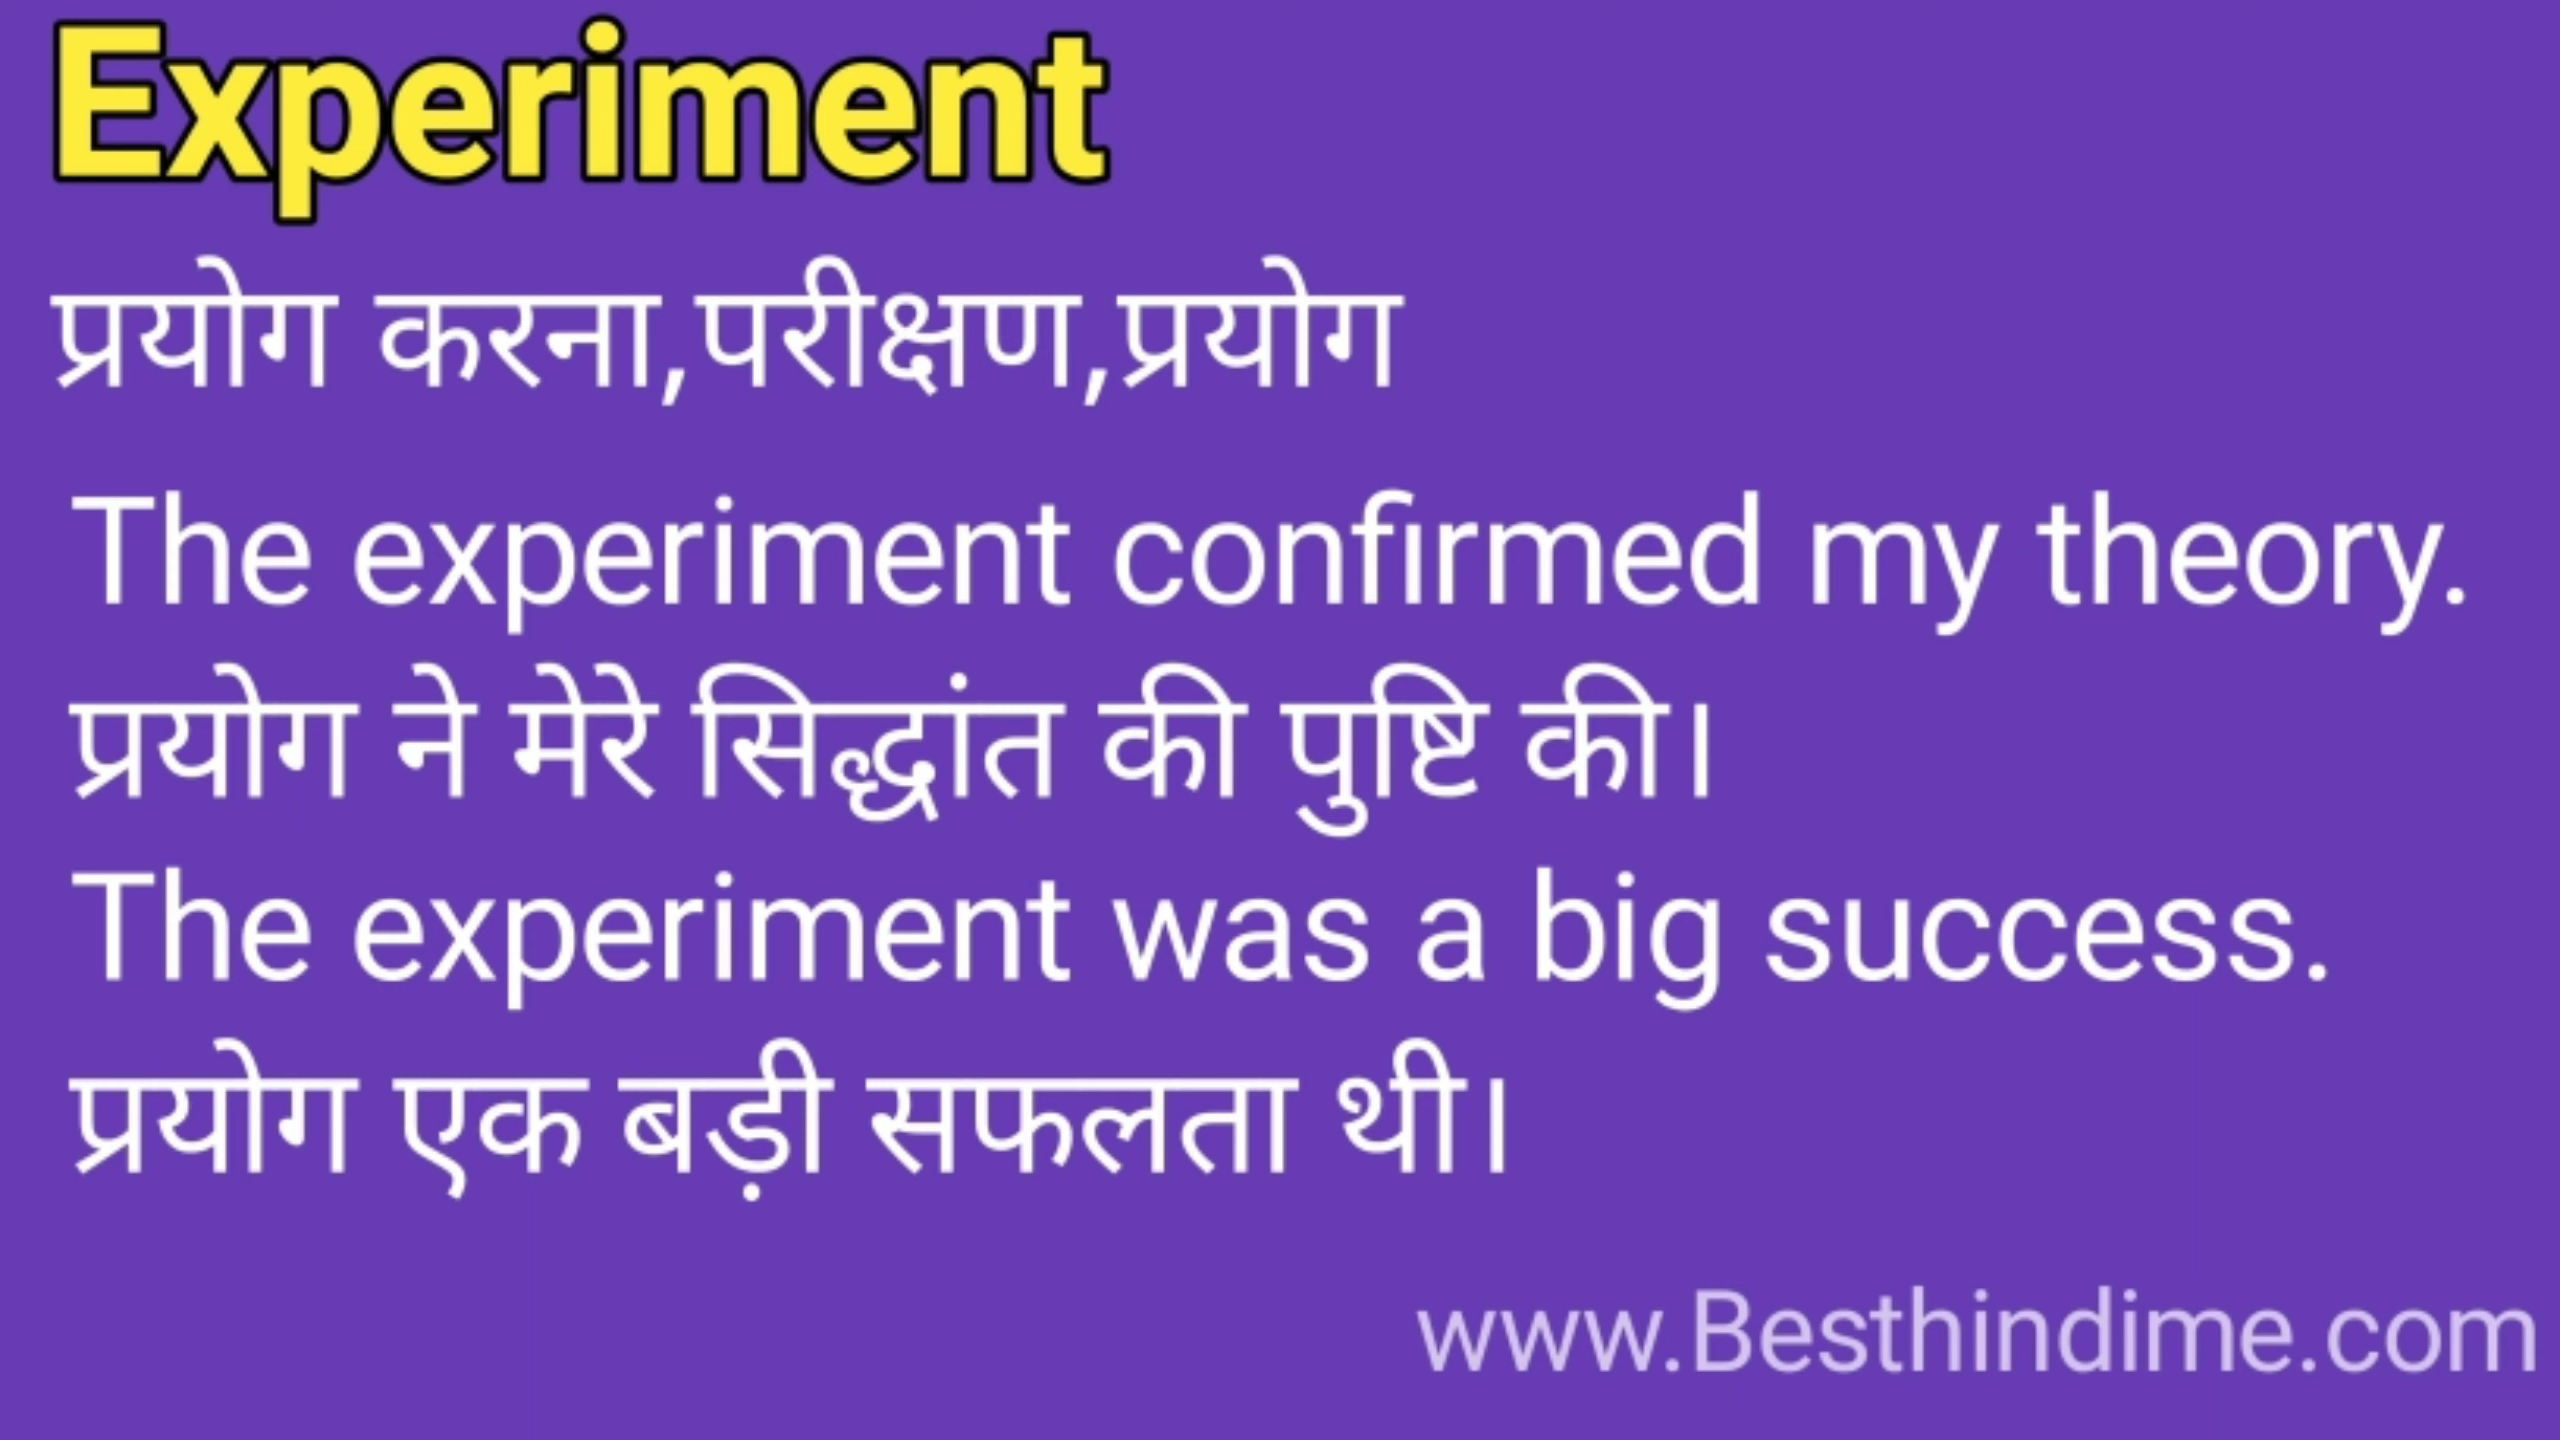 Experiment
प्रयोग करना,परीक्षण,प्रयोग
The experiment confirmed my theory.
प्रयोग ने मेरे सिद्धांत की पुष्टि की।
The experiment was a big success.
प्रयोग एक बड़ी सफलता थी।
www.Besthindime.com